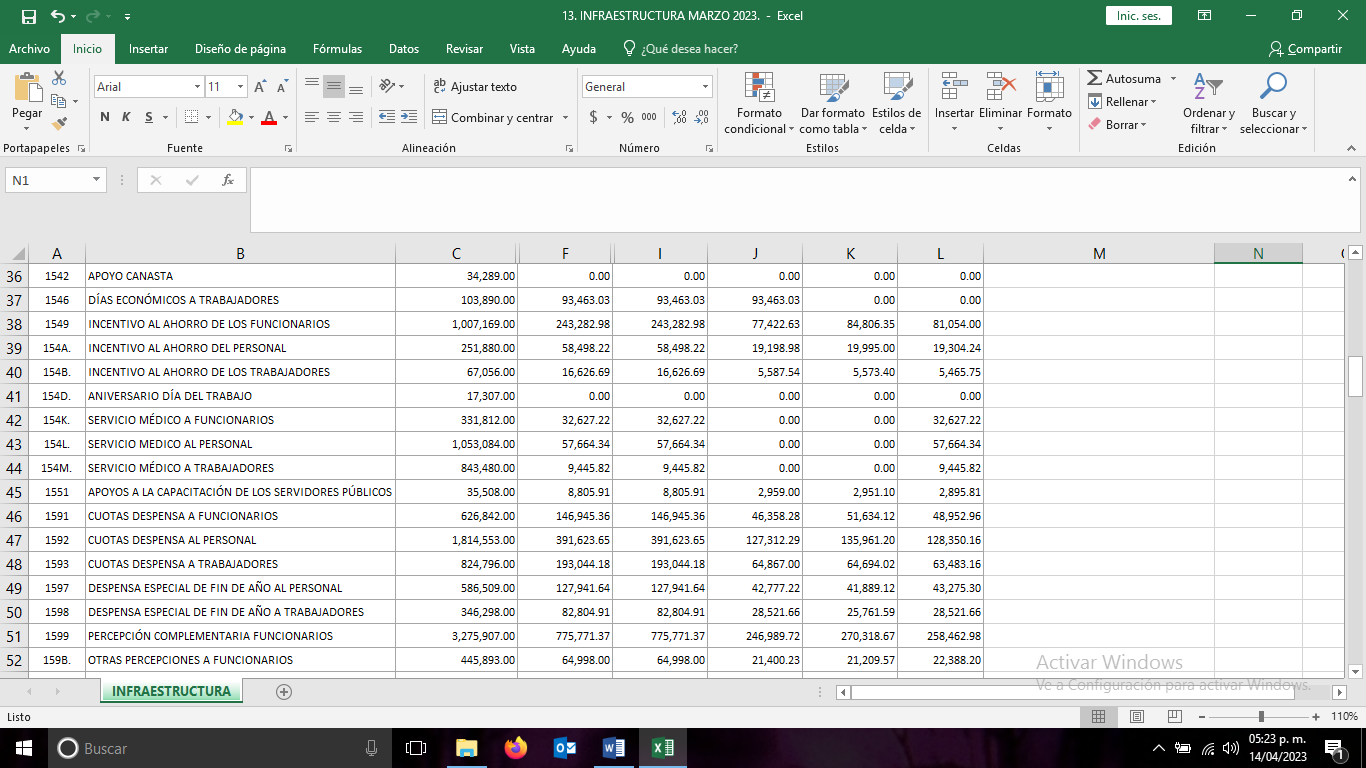 13. INFRAESTRUCTURA MARZO 2023. - Excel
Inic. ses.
Archivo Inicio Insertar Diseño de página Fórmulas Datos Revisar Vista Ayuda ¿Qué desea hacer? Compartir
Pegar
Arial 11
N K S
Ajustar texto
Combinar y centrar
General
$ % 000
Formato condicional
Dar formato como tabla
Estilos de celda
Insertar Eliminar Formato
Autosuma
Rellenar
Borrar
Ordenar y filtrar
Buscar y seleccionar
Portapapeles Fuente Alineación Número Estilos Celdas Edición
N1 fx
A B C F I J K L M N
36 1542 APOYO CANASTA 34,289.00 0.00 0.00 0.00 0.00 0.00
37 1546 DÍAS ECONÓMICOS A TRABAJADORES 103,890.00 93,463.03 93,463.03 93,463.03 0.00 0.00
38 1549 INCENTIVO AL AHORRO DE LOS FUNCIONARIOS 1,007,169.00 243,282.98 243,282.98 77,422.63 84,806.35 81,054.00
39 154A. INCENTIVO AL AHORRO DEL PERSONAL 251,880.00 58,498.22 58,498.22 19,198.98 19,995.00 19,304.24
40 154B. INCENTIVO AL AHORRO DE LOS TRABAJADORES 67,056.00 16,626.69 16,626.69 5,587.54 5,573.40 5,465.75
41 154D. ANIVERSARIO DÍA DEL TRABAJO 17,307.00 0.00 0.00 0.00 0.00 0.00
42 154K. SERVICIO MÉDICO A FUNCIONARIOS 331,812.00 32,627.22 32,627.22 0.00 0.00 32,627.22
43 154L. SERVICIO MEDICO AL PERSONAL 1,053,084.00 57,664.34 57,664.34 0.00 0.00 57,664.34
44 154M. SERVICIO MÉDICO A TRABAJADORES 843,480.00 9,445.82 9,445.82 0.00 0.00 9,445.82
45 1551 APOYOS A LA CAPACITACIÓN DE LOS SERVIDORES PÚBLICOS 35,508.00 8,805.91 8,805.91 2,959.00 2,951.10 2,895.81
46 1591 CUOTAS DESPENSA A FUNCIONARIOS 626,842.00 146,945.36 146,945.36 46,358.28 51,634.12 48,952.96
47 1592 CUOTAS DESPENSA AL PERSONAL 1,814,553.00 391,623.65 391,623.65 127,312.29 135,961.20 128,350.16
48 1593 CUOTAS DESPENSA A TRABAJADORES 824,796.00 193,044.18 193,044.18 64,867.00 64,694.02 63,483.16
49 1597 DESPENSA ESPECIAL DE FIN DE AÑO AL PERSONAL 586,509.00 127,941.64 127,941.64 42,777.22 41,889.12 43,275.30
50 1598 DESPENSA ESPECIAL DE FIN DE AÑO A TRABAJADORES 346,298.00 82,804.91 82,804.91 28,521.66 25,761.59 28,521.66
51 1599 PERCEPCIÓN COMPLEMENTARIA FUNCIONARIOS 3,275,907.00 775,771.37 775,771.37 246,989.72 270,318.67 258,462.98
52 159B. OTRAS PERCEPCIONES A FUNCIONARIOS 445,893.00 64,998.00 64,998.00 21,400.23 21,209.57 22,388.20
Activar Windows
Ve a Configuración para activar Windows.
INFRAESTRUCTURA
Listo 110%
Buscar
05:23 p. m.
14/04/2023
1